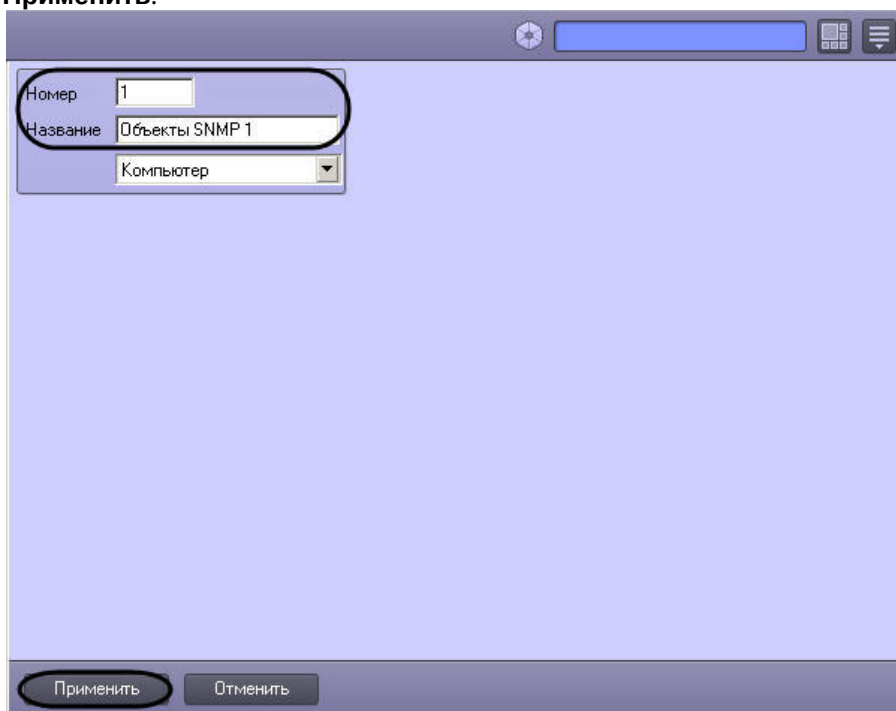 Применить.
Номер 1
Название Объекты SNMP 1
Компьютер
Применить Отменить